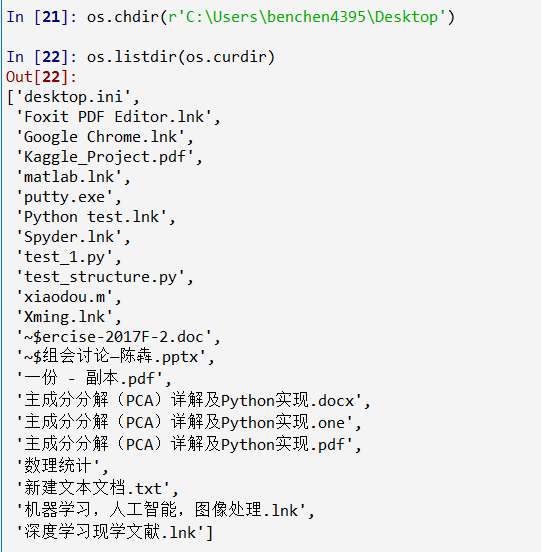 In [21]: os.chdir(r'C:\Users\benchen4395\Desktop')
In [22]: os.listdir(os.curdir)
Out[22]:
['desktop.ini',
'Foxit PDF Editor.lnk',
'Google Chrome.lnk',
'Kaggle_Project.pdf',
'matlab.lnk',
'putty.exe',
'Python test.lnk',
'Spyder.lnk',
'test_1.py',
'test_structure.py',
'xiaodou.m',
'Xming.lnk',
'~$ercise-2017F-2.doc',
'~$组会讨论—陈犇.pptx',
'一份 - 副本.pdf',
'主成分分解（PCA）详解及Python实现.docx',
'主成分分解（PCA）详解及Python实现.one',
'主成分分解（PCA）详解及Python实现.pdf',
'数理统计',
'新建文本文档.txt',
'机器学习，人工智能，图像处理.lnk',
'深度学习现学文献.lnk']